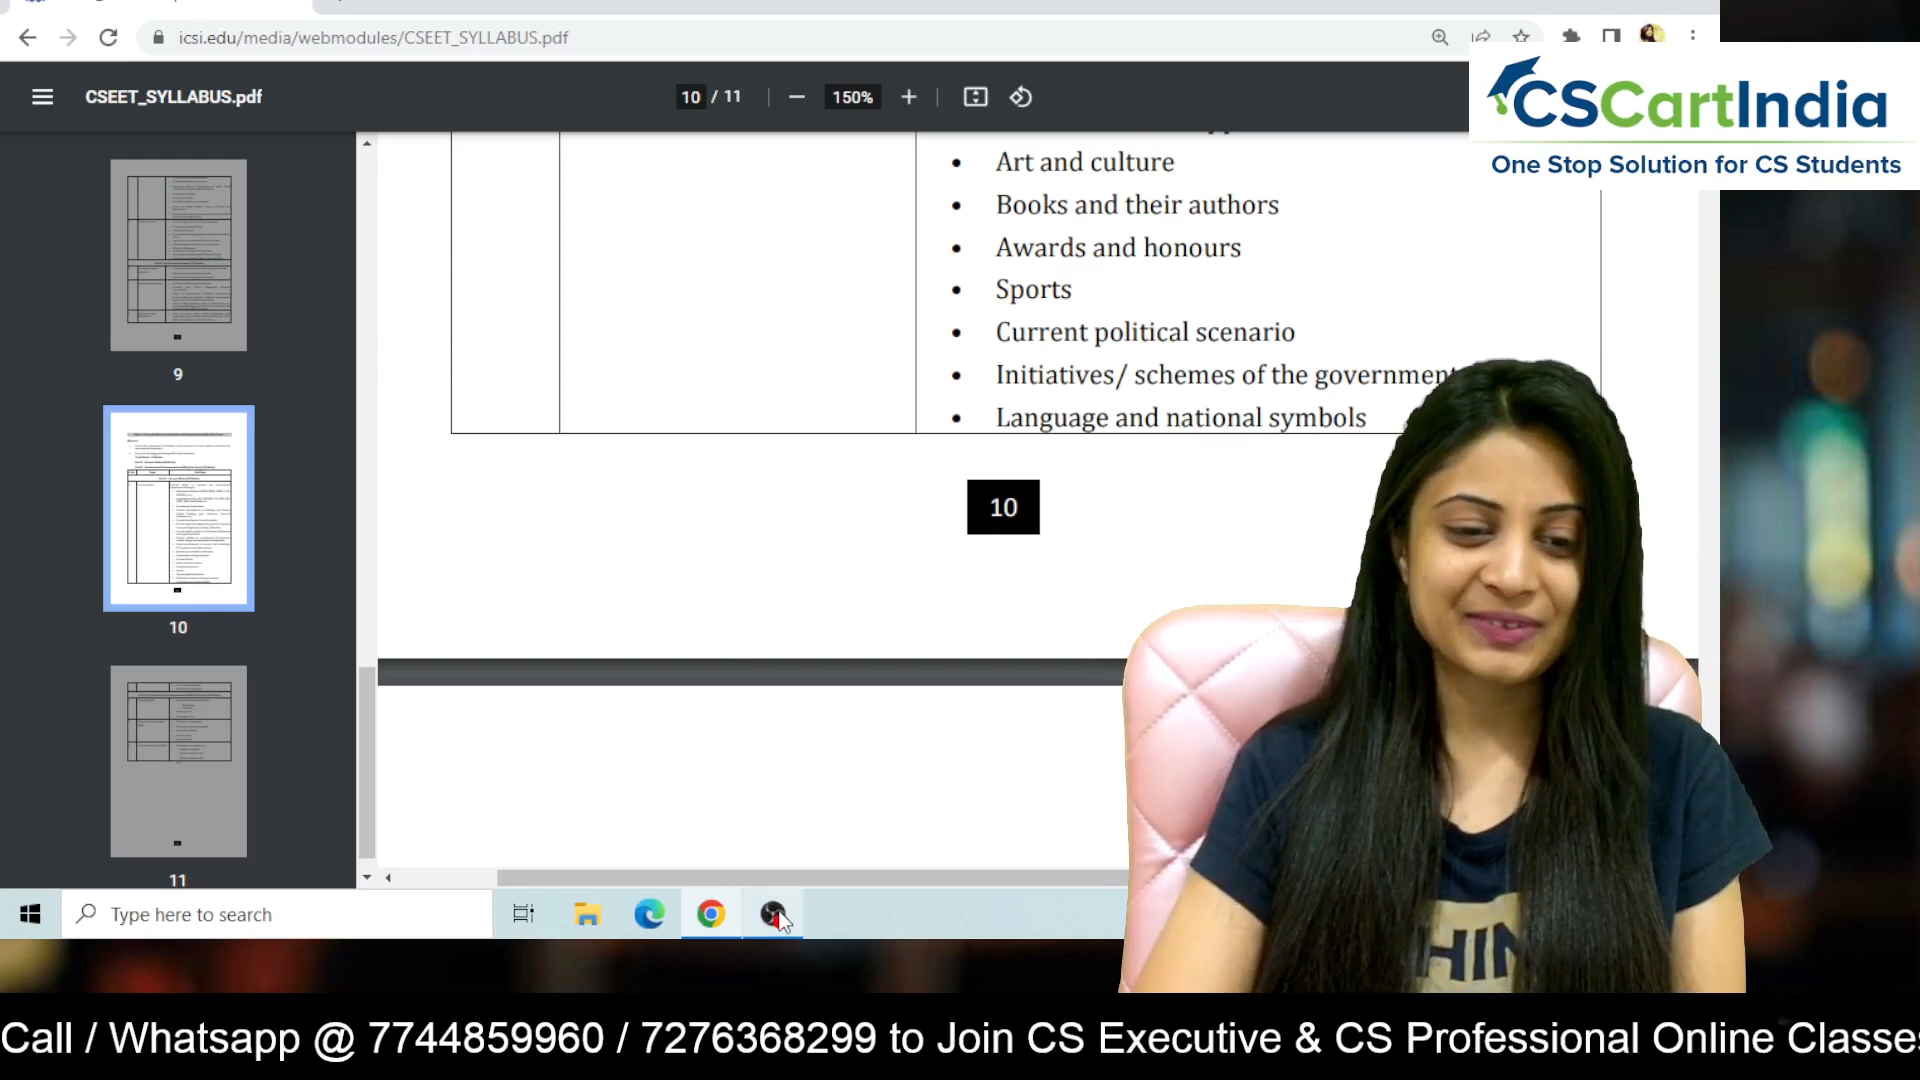 icsi.edu/media/webmodules/CSEET_SYLLABUS.pdf
CSEET_SYLLABUS.pdf
10 / 11
150%
CSCartIndia
One Stop Solution for CS Students
• Art and culture
• Books and their authors
• Awards and honours
• Sports
• Current political scenario
• Initiatives/ schemes of the government
• Language and national symbols
10
9
10
11
Type here to search
HIN
Call / Whatsapp @ 7744859960 / 7276368299 to Join CS Executive & CS Professional Online Classes